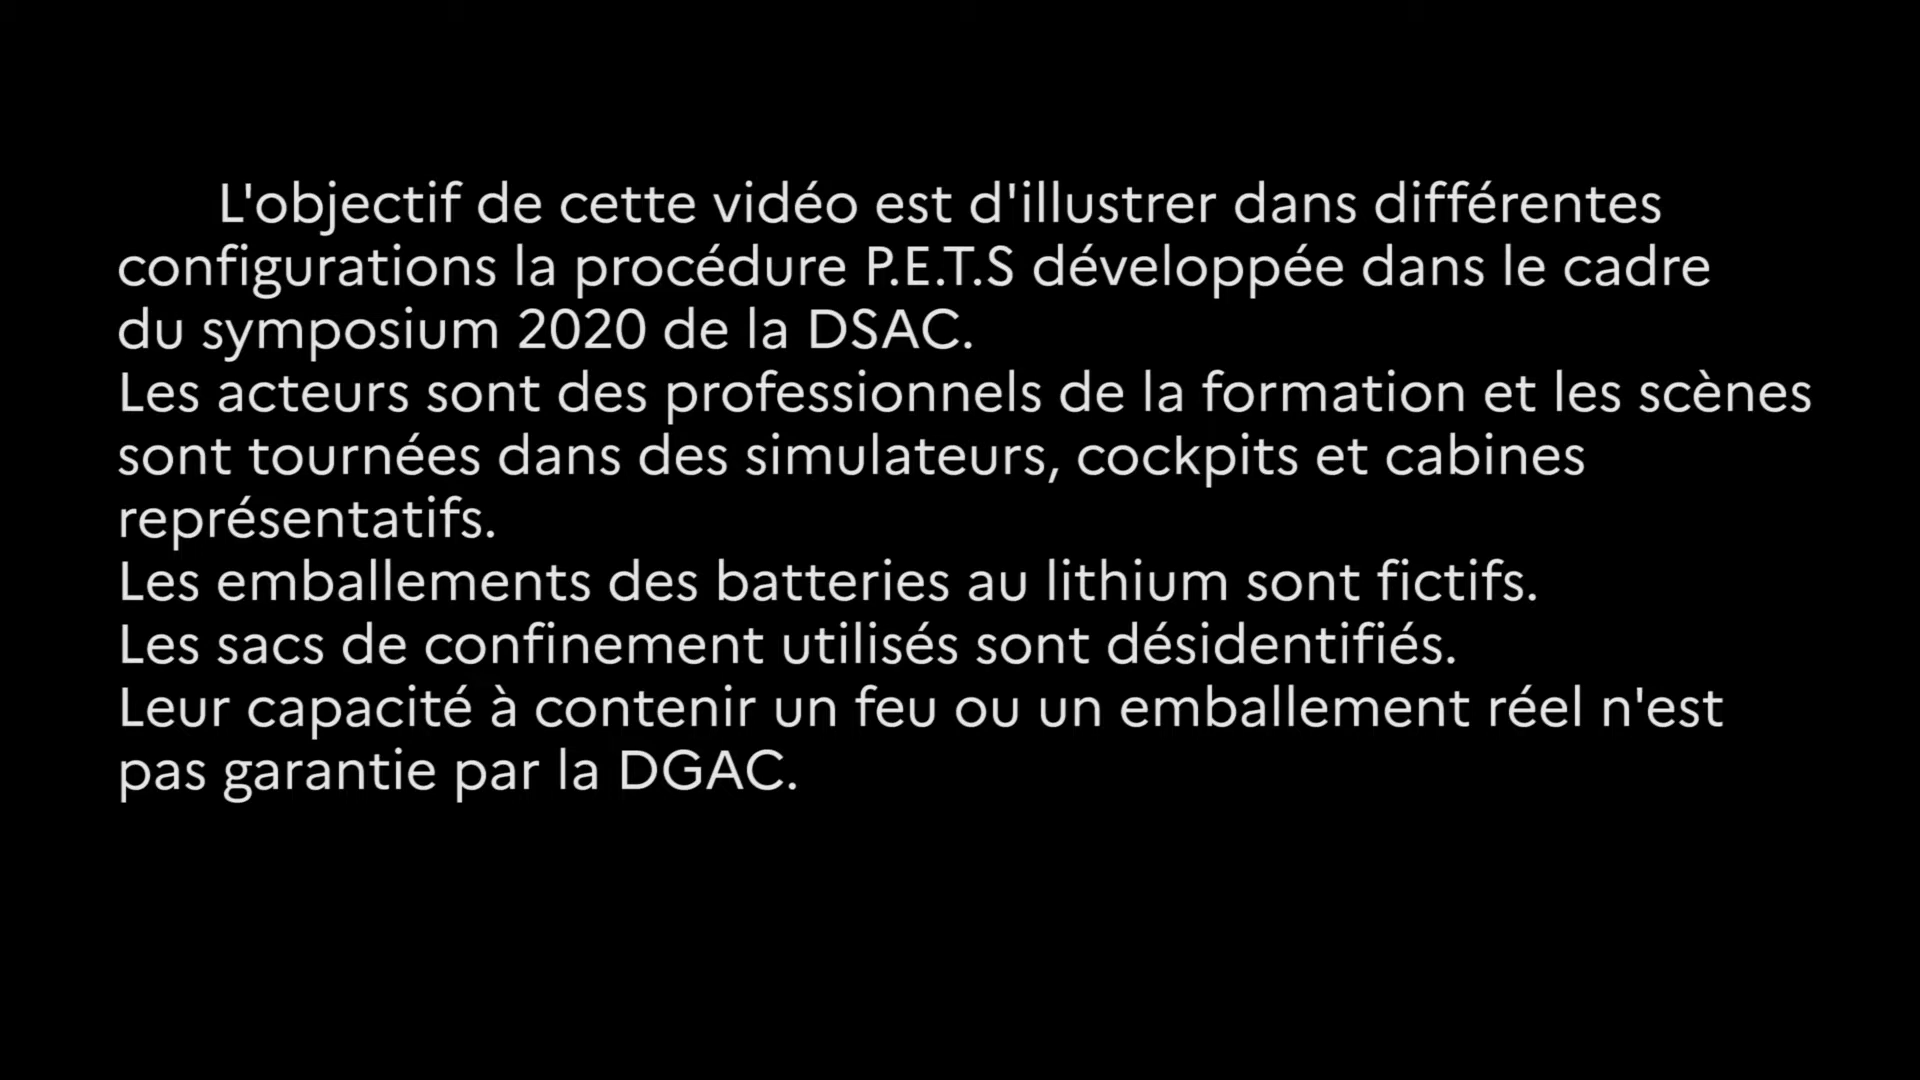 L'objectif de cette vidéo est d'illustrer dans différentes
configurations la procédure P.E.T.S développée dans le cadre
du symposium 2020 de la DSAC.
Les acteurs sont des professionnels de la formation et les scènes
sont tournées dans des simulateurs, cockpits et cabines
représentatifs.
Les emballements des batteries au lithium sont fictifs.
Les sacs de confinement utilisés sont désidentifiés.
Leur capacité à contenir un feu ou un emballement réel n'est
pas garantie par la DGAC.